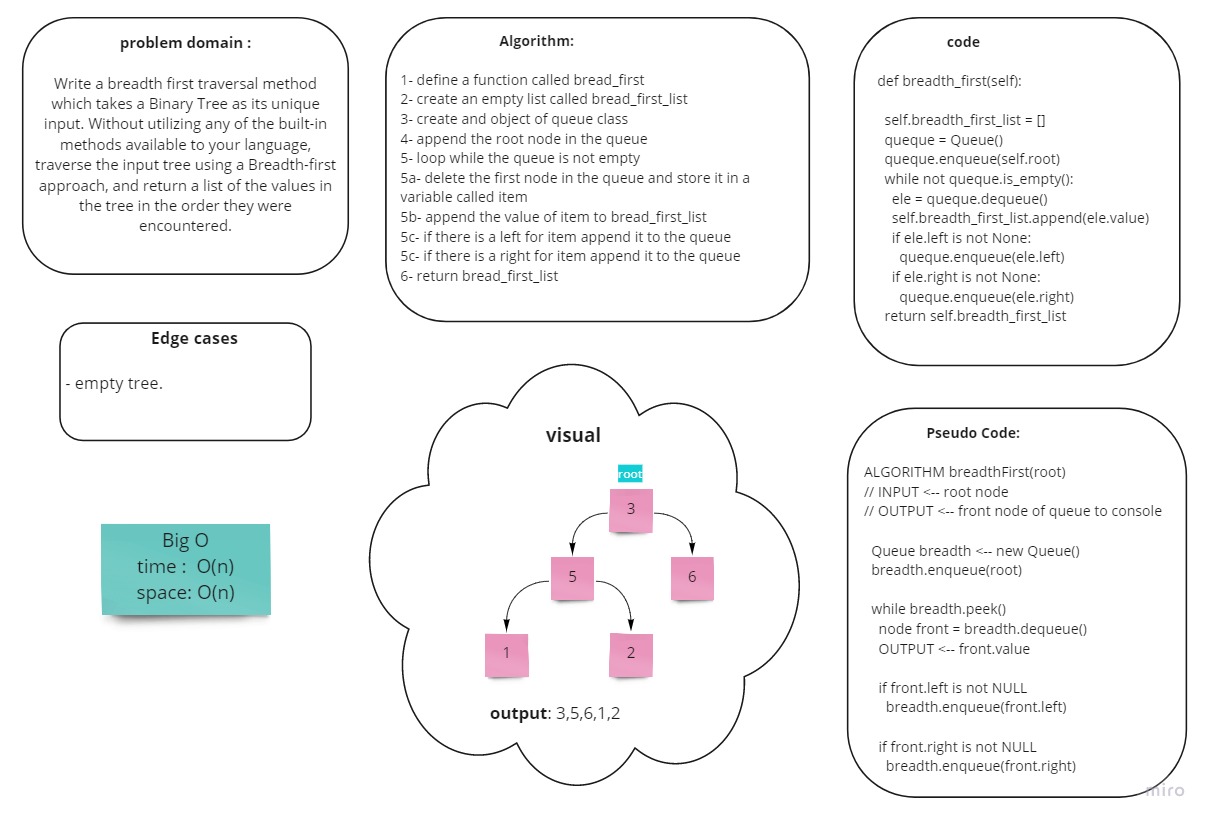 problem domain :
Write a breadth first traversal method
which takes a Binary Tree as its unique
input. Without utilizing any of the built-in
methods available to your language,
traverse the input tree using a Breadth-first
approach, and return a list of the values in
the tree in the order they were
encountered.
Algorithm:
1- define a function called bread_first
2- create an empty list called bread_first_list
3- create and object of queue class
4- append the root node in the queue
5- loop while the queue is not empty
5a- delete the first node in the queue and store it in a
variable called item
5b- append the value of item to bread_first_list
5c- if there is a left for item append it to the queue
5c- if there is a right for item append it to the queue
6- return bread_first_list
code
def breadth_first(self):
self.breadth_first_list = []
queque = Queue()
queque.enqueue(self.root)
while not queque.is_empty():
ele = queque.dequeue()
self.breadth_first_list.append(ele.value)
if ele.left is not None:
queque.enqueue(ele.left)
if ele.right is not None:
queque.enqueue(ele.right)
return self.breadth_first_list
Edge cases
- empty tree.
Big O
time :  O(n)
space: O(n)
visual
root
3
5
6
1
2
output: 3,5,6,1,2
Pseudo Code:
ALGORITHM breadthFirst(root)
// INPUT <-- root node
// OUTPUT <-- front node of queue to console
Queue breadth <-- new Queue()
breadth.enqueue(root)
while breadth.peek()
node front = breadth.dequeue()
OUTPUT <-- front.value
if front.left is not NULL
breadth.enqueue(front.left)
if front.right is not NULL
breadth.enqueue(front.right)
miro